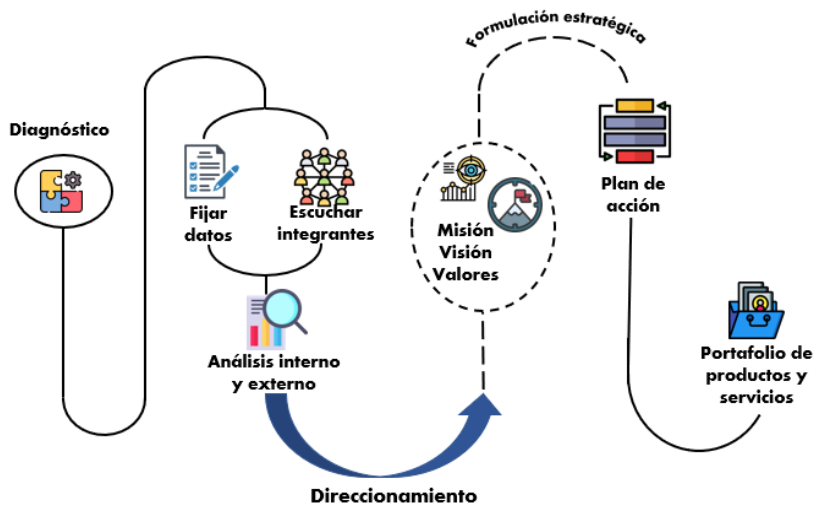 Diagnóstico
Fijar
datos
Escuchar
integrantes
Análisis interno
y externo
Direccionamiento
Misión
Visión
Valores
Formulación estratégica
Plan de
acción
Portafolio de
productos y
servicios